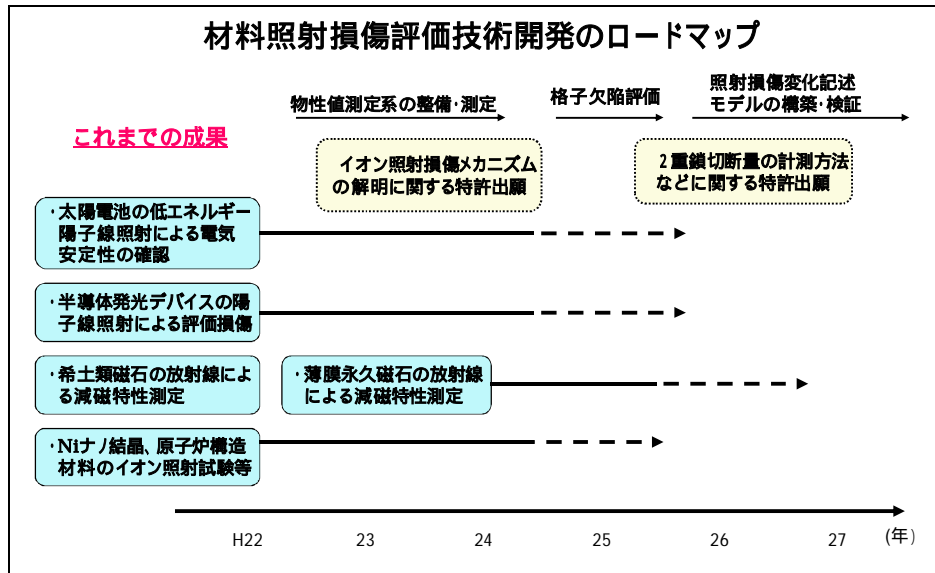 材料照射損傷評価技術開発のロードマップ
物性値測定系の整備・測定
格子欠陥評価
照射損傷変化記述
モデルの構築・検証
これまでの成果
イオン照射損傷メカニズム
の解明に関する特許出願
2重鎖切断量の計測方法
などに関する特許出願
・太陽電池の低エネルギー
陽子線照射による電気
安定性の確認
・半導体発光デバイスの陽
子線照射による評価損傷
・希土類磁石の放射線によ
る減磁特性測定
・薄膜永久磁石の放射線
による減磁特性測定
・Niナノ結晶、原子炉構造
材料のイオン照射試験等
H22 23 24 25 26 27 (年)